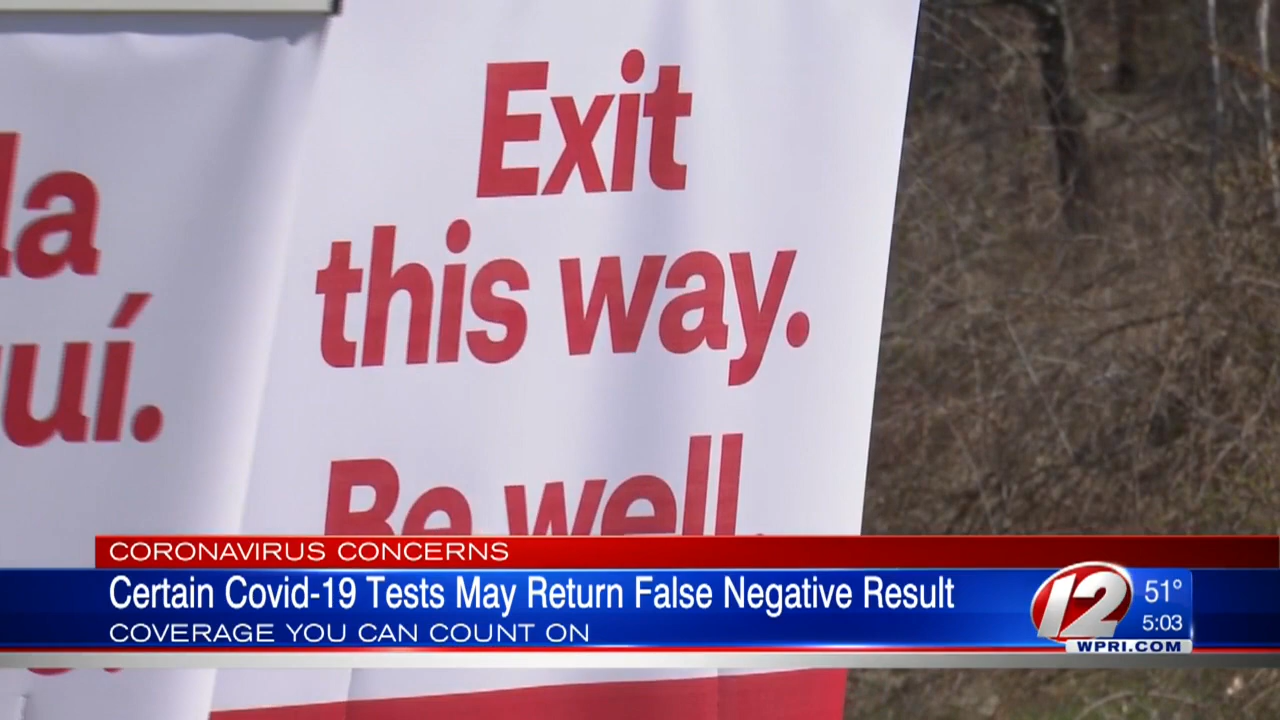 Exit
this way.
Be well.
uí.
CORONAVIRUS CONCERNS
Certain Covid-19 Tests May Return False Negative Result
COVERAGE YOU CAN COUNT ON
12
51°
5:03
WPRI.COM